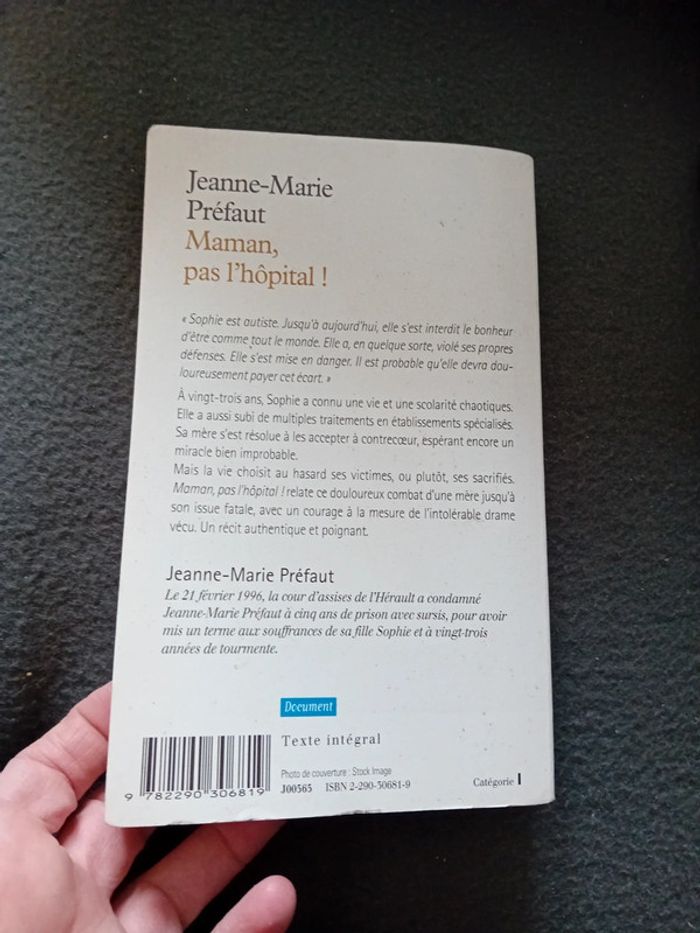 Jeanne-Marie
Préfaut
Maman,
pas l'hôpital !
« Sophie est autiste. Jusqu'à aujourd'hui, elle s'est interdit le bonheur
d'être comme tout le monde. Elle a, en quelque sorte, violé ses propres
défenses. Elle s'est mise en danger. Il est probable qu'elle devra dou-
loureusement payer cet écart. »
À vingt-trois ans, Sophie a connu une vie et une scolarité chaotiques.
Elle a aussi subi de multiples traitements en établissements spécialisés.
Sa mère s'est résolue à les accepter à contrecœur, espérant encore un
miracle bien improbable.
Mais la vie choisit au hasard ses victimes, ou plutôt, ses sacrifiés.
Maman, pas l'hôpital ! relate ce douloureux combat d'une mère jusqu'à
son issue fatale, avec un courage à la mesure de l'intolérable drame
vécu. Un récit authentique et poignant.
Jeanne-Marie Préfaut
Le 21 février 1996, la cour d'assises de l'Hérault a condamné
Jeanne-Marie Préfaut à cinq ans de prison avec sursis, pour avoir
mis un terme aux souffrances de sa fille Sophie et à vingt-trois
années de tourmente.
Document
Texte intégral
Photo de couverture : Stock Image
J00565 ISBN 2-290-30681-9
Catégorie I
9 782290 306819